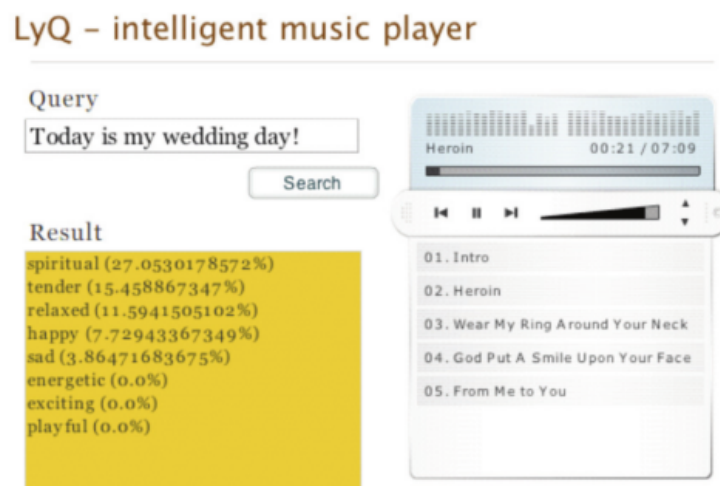 LyQ – intelligent music player
Query
Today is my wedding day!
Search
Result
spiritual (27.0530178572%)
tender (15.458867347%)
relaxed (11.5941505102%)
happy (7.72943367349%)
sad (3.86471683675%)
energetic (0.0%)
exciting (0.0%)
playful (0.0%)
Heroin 00:21 / 07:09
01. Intro
02. Heroin
03. Wear My Ring Around Your Neck
04. God Put A Smile Upon Your Face
05. From Me to You